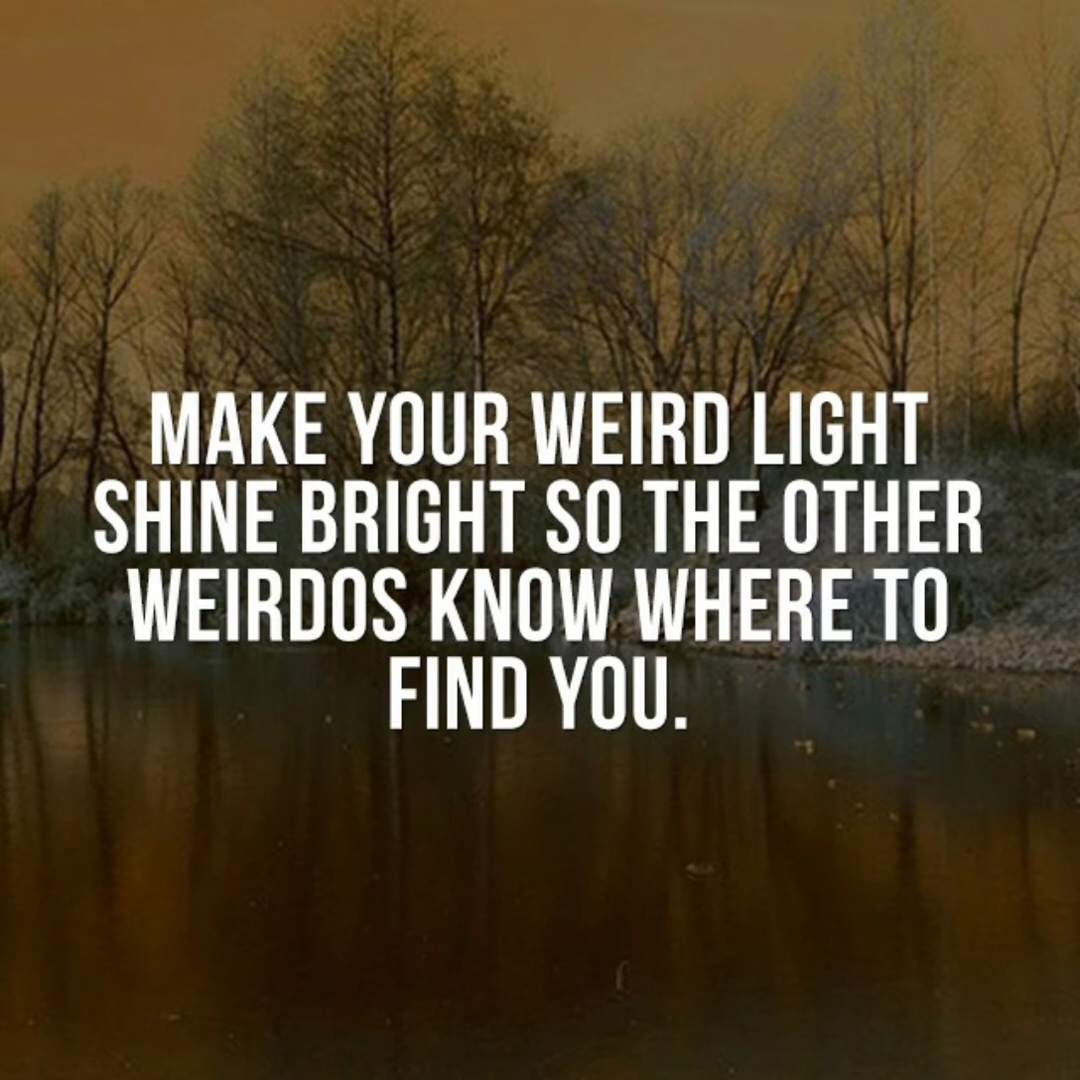 MAKE YOUR WEIRD LIGHT
SHINE BRIGHT SO THE OTHER
WEIRDOS KNOW WHERE TO
FIND YOU.